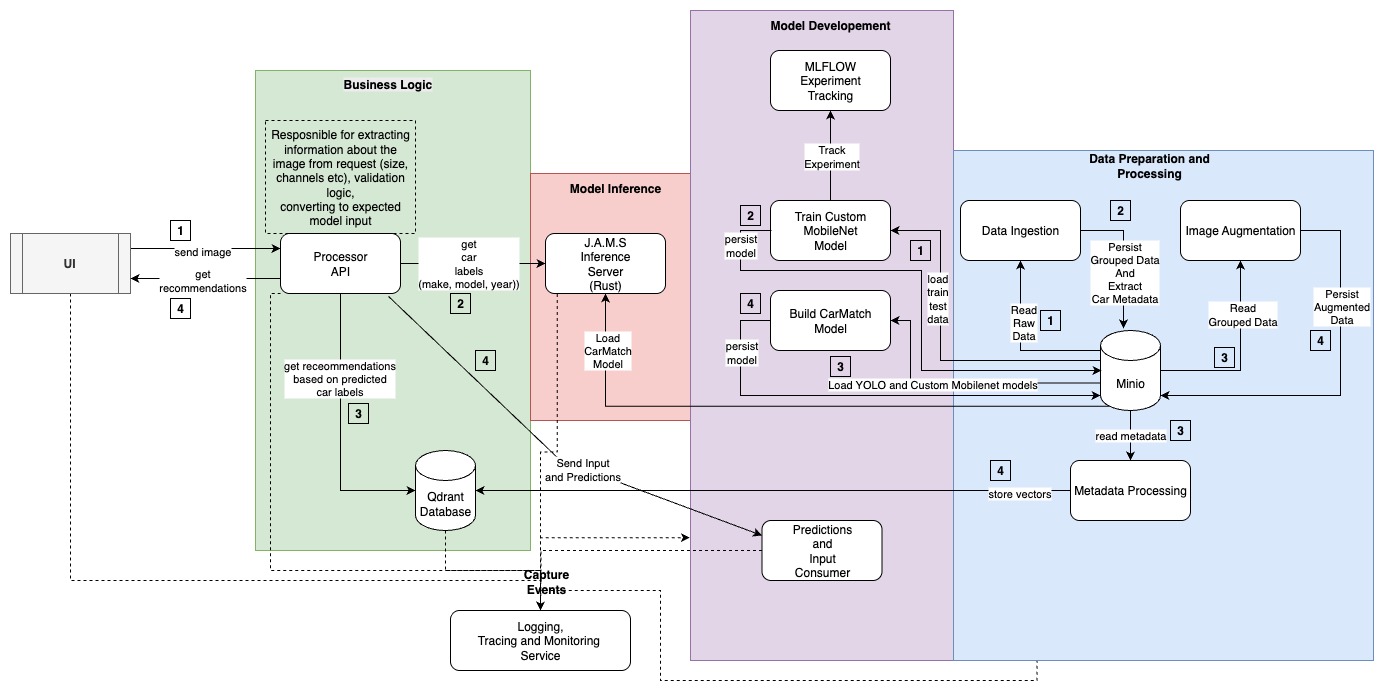 Model Developement
MLFLOW
Experiment
Tracking
Business Logic
Resposnible for extracting
information about the
image from request (size,
channels etc), validation
logic,
converting to expected
model input
Track
Experiment
Data Preparation and
Processing
Model Inference
1
send image
UI
get
recommendations
4
Processor
API
get
car
labels
(make, model, year))
2
J.A.M.S
Inference
Server
(Rust)
2
persist
model
Train Custom
MobileNet
Model
1
load
train
test
data
Data Ingestion
2
Persist
Grouped Data
And
Extract
Car Metadata
Image Augmentation
Read
Raw
Data
1
Read
Grouped Data
3
Persist
Augmented
Data
4
4
persist
model
Build CarMatch
Model
3
Load YOLO and Custom Mobilenet models
Minio
Load
CarMatch
Model
get receommendations
based on predicted
car labels
3
4
read metadata
3
Send Input
and Predictions
4
store vectors
Metadata Processing
Qdrant
Database
Predictions
and
Input
Consumer
Capture
Events
Logging,
Tracing and Monitoring
Service